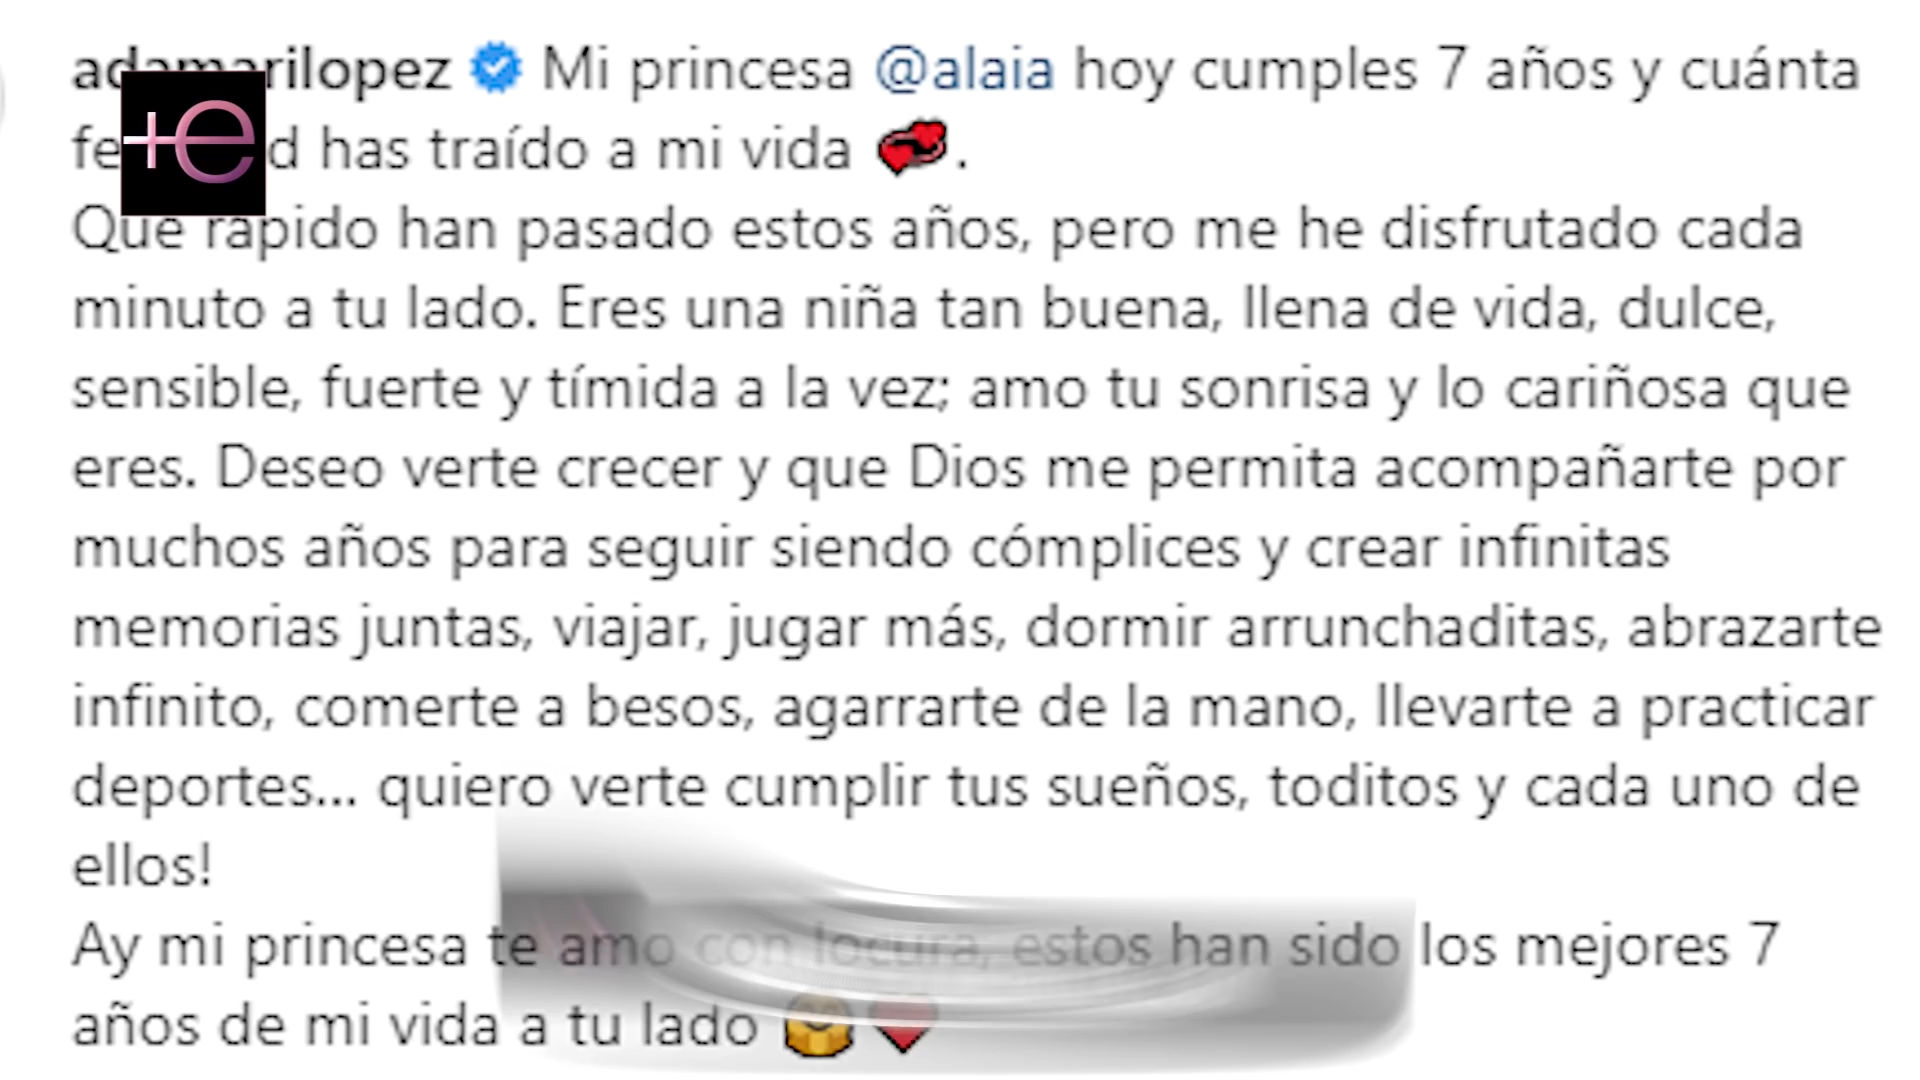 adamarilopez Mi princesa @alaia hoy cumples 7 años y cuánta
+e
has traído a mi vida 💞.
Que rápido han pasado estos años, pero me he disfrutado cada
minuto a tu lado. Eres una niña tan buena, llena de vida, dulce,
sensible, fuerte y tímida a la vez; amo tu sonrisa y lo cariñosa que
eres. Deseo verte crecer y que Dios me permita acompañarte por
muchos años para seguir siendo cómplices y crear infinitas
memorias juntas, viajar, jugar más, dormir arrunchaditas, abrazarte
infinito, comerte a besos, agarrarte de la mano, llevarte a practicar
deportes... quiero verte cumplir tus sueños, toditos y cada uno de
ellos!
Ay mi princesa te amo con locura, estos han sido los mejores 7
años de mi vida a tu lado 🤗❤️